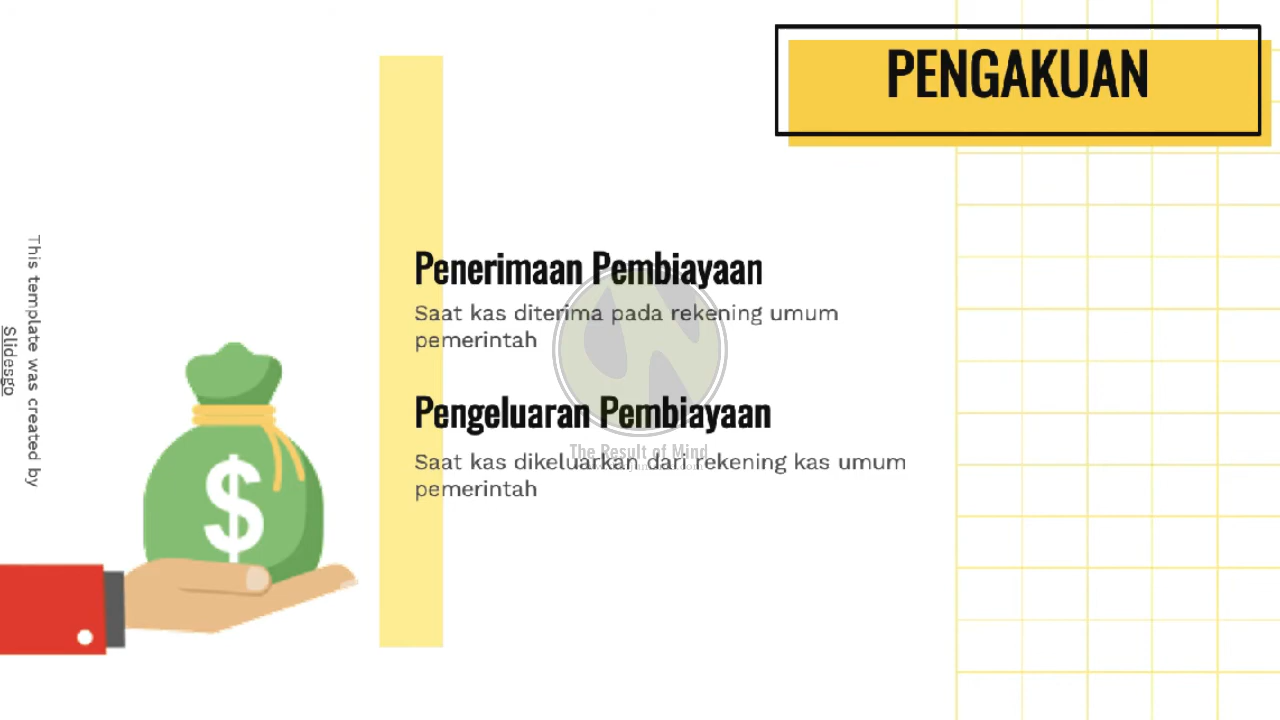 PENGAKUAN
Penerimaan Pembiayaan
Saat kas diterima pada rekening umum
pemerintah
Pengeluaran Pembiayaan
Saat kas dikeluarkan dari rekening kas umum
pemerintah
The Result of Mind
This template was created by
Slidesgo
$